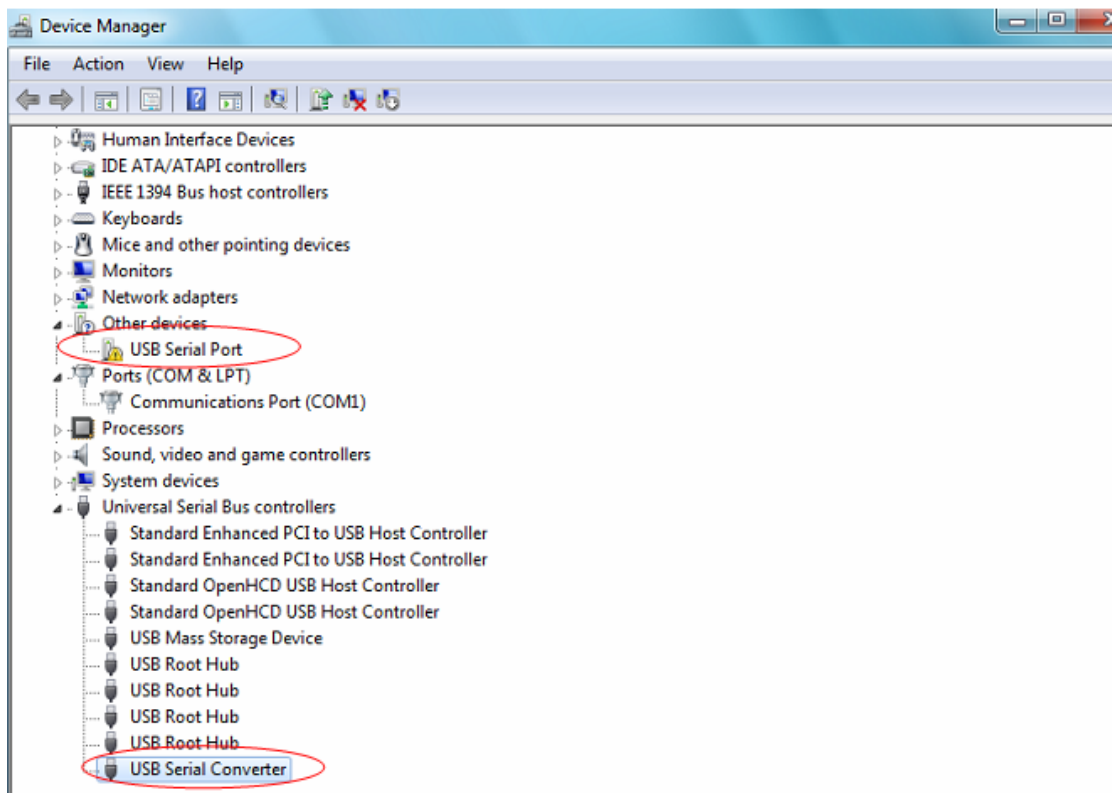 Device Manager
File Action View Help
Human Interface Devices
IDE ATA/ATAPI controllers
IEEE 1394 Bus host controllers
Keyboards
Mice and other pointing devices
Monitors
Network adapters
Other devices
USB Serial Port
Ports (COM & LPT)
Communications Port (COM1)
Processors
Sound, video and game controllers
System devices
Universal Serial Bus controllers
Standard Enhanced PCI to USB Host Controller
Standard Enhanced PCI to USB Host Controller
Standard OpenHCD USB Host Controller
Standard OpenHCD USB Host Controller
USB Mass Storage Device
USB Root Hub
USB Root Hub
USB Root Hub
USB Root Hub
USB Serial Converter